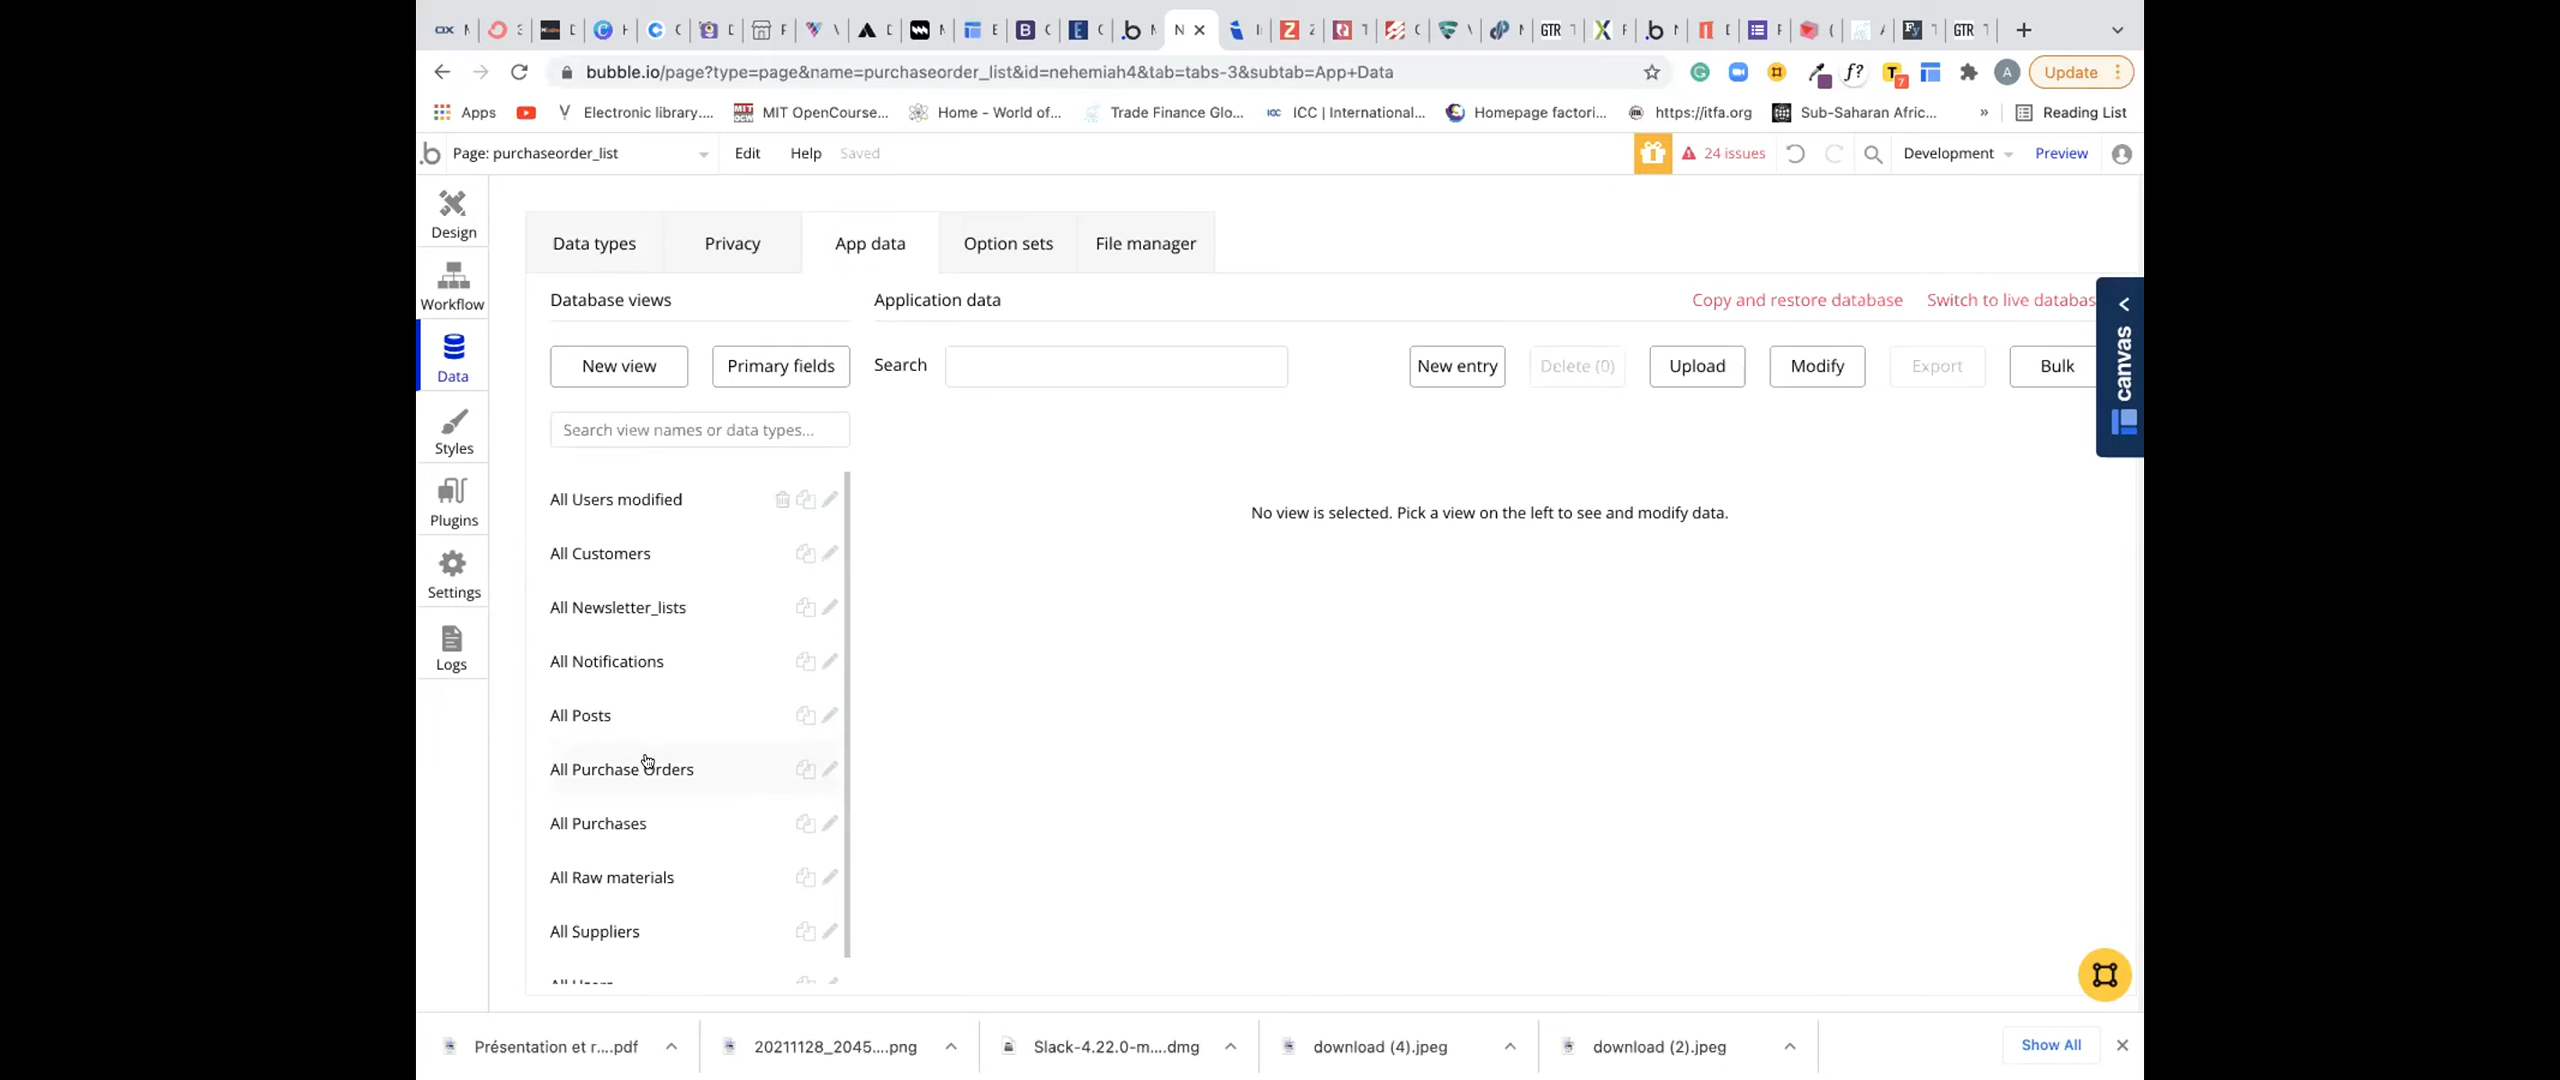 bubble.io/page?type=page&name=purchaseorder_list&id=nehemiah4&tab=tabs-3&subtab=App+Data
Update
Apps
Electronic library....
MIT OpenCourse...
Home - World of...
Trade Finance Glo...
ICC | International...
Homepage factori...
https://itfa.org
Sub-Saharan Afric...
»
Reading List
Page: purchaseorder_list
Edit
Help
Saved
24 issues
Development
Preview
Design
Workflow
Data
Styles
Plugins
Settings
Logs
Data types
Privacy
App data
Option sets
File manager
Database views
Application data
Copy and restore database
Switch to live databas
New view
Primary fields
Search
New entry
Delete (0)
Upload
Modify
Export
Bulk
canvas
Search view names or data types...
All Users modified
All Customers
All Newsletter_lists
All Notifications
All Posts
All Purchase Orders
All Purchases
All Raw materials
All Suppliers
All Users
No view is selected. Pick a view on the left to see and modify data.
Présentation et r....pdf
20211128_2045....png
Slack-4.22.0-m....dmg
download (4).jpeg
download (2).jpeg
Show All